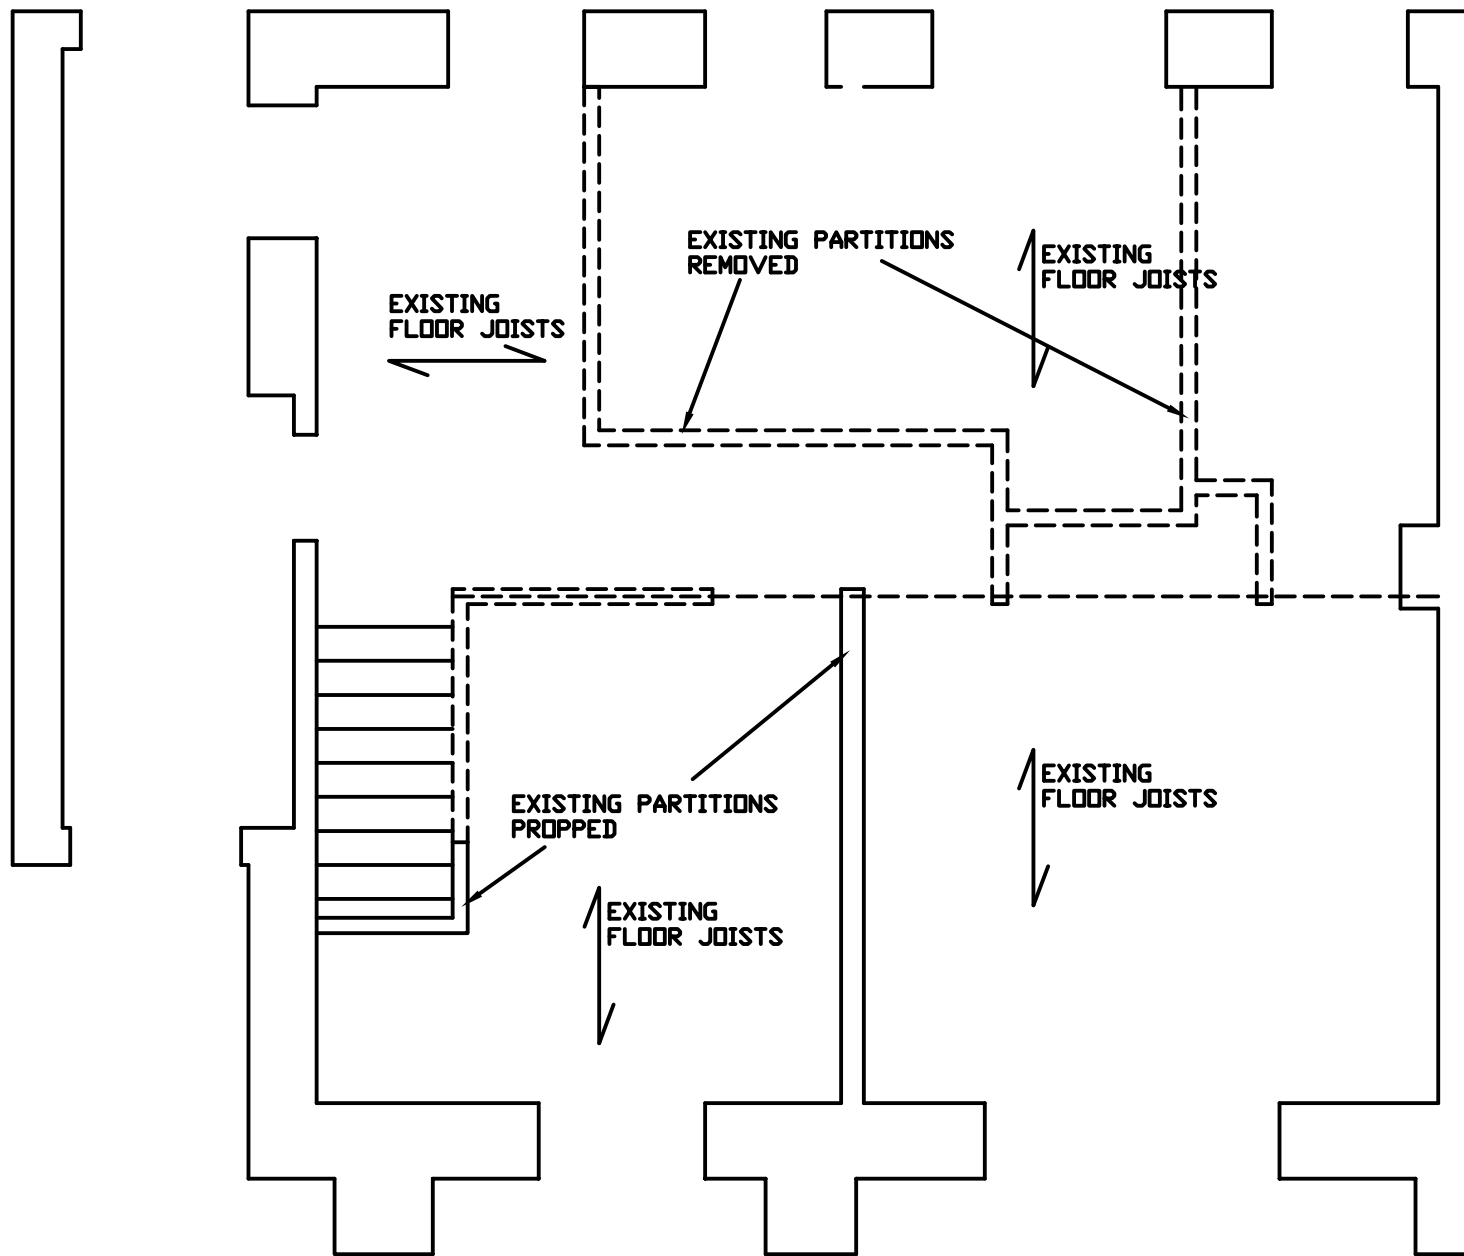 EXISTING PARTITIONS
REMOVED
EXISTING
FLOOR JOISTS
EXISTING
FLOOR JOISTS
EXISTING
FLOOR JOISTS
EXISTING PARTITIONS
PROPPED
EXISTING
FLOOR JOISTS